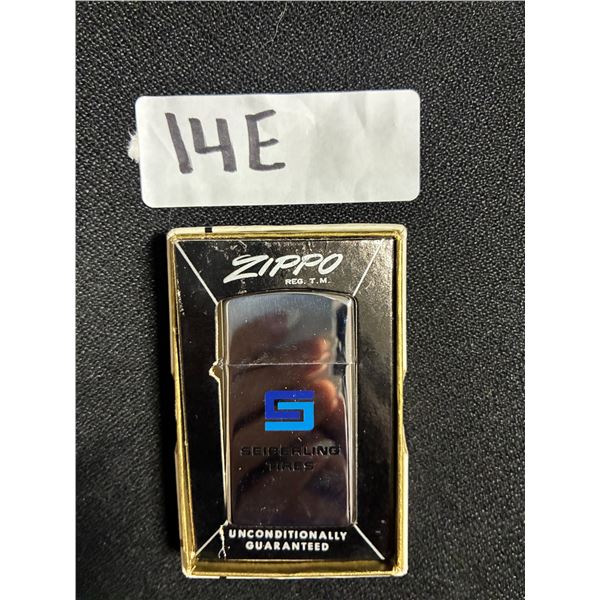 14E
ZIPPO
REG. T.M.
SEIBERLING
TIRES
UNCONDITIONALLY
GUARANTEED